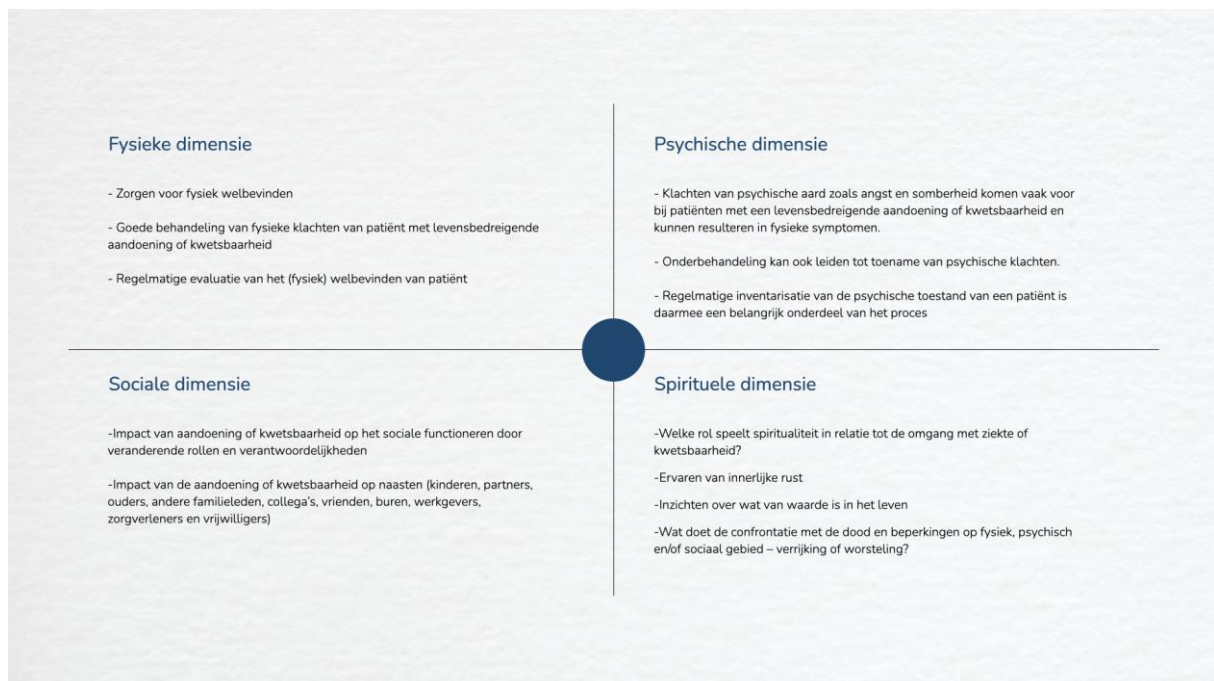 Fysieke dimensie
- Zorgen voor fysiek welbevinden
- Goede behandeling van fysieke klachten van patiënt met levensbedreigende
aandoening of kwetsbaarheid
- Regelmatige evaluatie van het (fysiek) welbevinden van patiënt
Psychische dimensie
- Klachten van psychische aard zoals angst en somberheid komen vaak voor
bij patiënten met een levensbedreigende aandoening of kwetsbaarheid en
kunnen resulteren in fysieke symptomen.
- Onderbehandeling kan ook leiden tot toename van psychische klachten.
- Regelmatige inventarisatie van de psychische toestand van een patiënt is
daarmee een belangrijk onderdeel van het proces
Sociale dimensie
-Impact van aandoening of kwetsbaarheid op het sociale functioneren door
veranderende rollen en verantwoordelijkheden
-Impact van de aandoening of kwetsbaarheid op naasten (kinderen, partners,
ouders, andere familieleden, collega's, vrienden, buren, werkgevers,
zorgverleners en vrijwilligers)
Spirituele dimensie
-Welke rol speelt spiritualiteit in relatie tot de omgang met ziekte of
kwetsbaarheid?
-Ervaren van innerlijke rust
-Inzichten over wat van waarde is in het leven
-Wat doet de confrontatie met de dood en beperkingen op fysiek, psychisch
en/of sociaal gebied – verrijking of worsteling?